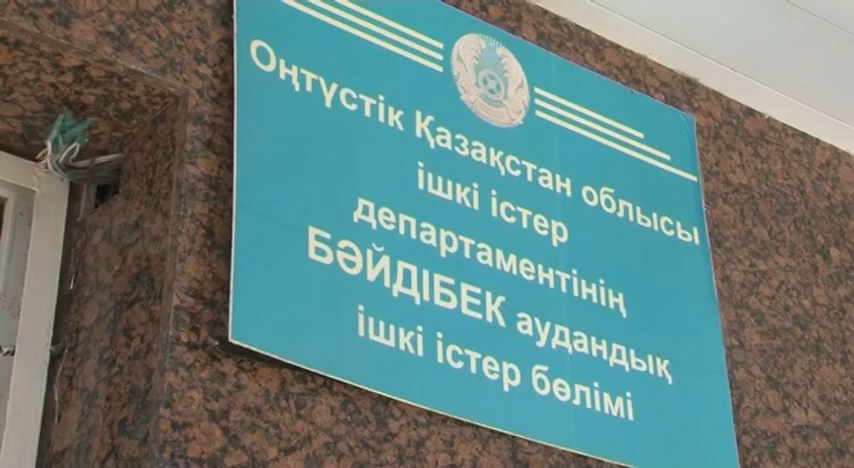 Оңтүстік Қазақстан облысы
ішкі істер
департаментінің
БӘЙДІБЕК аудандық
ішкі істер бөлімі